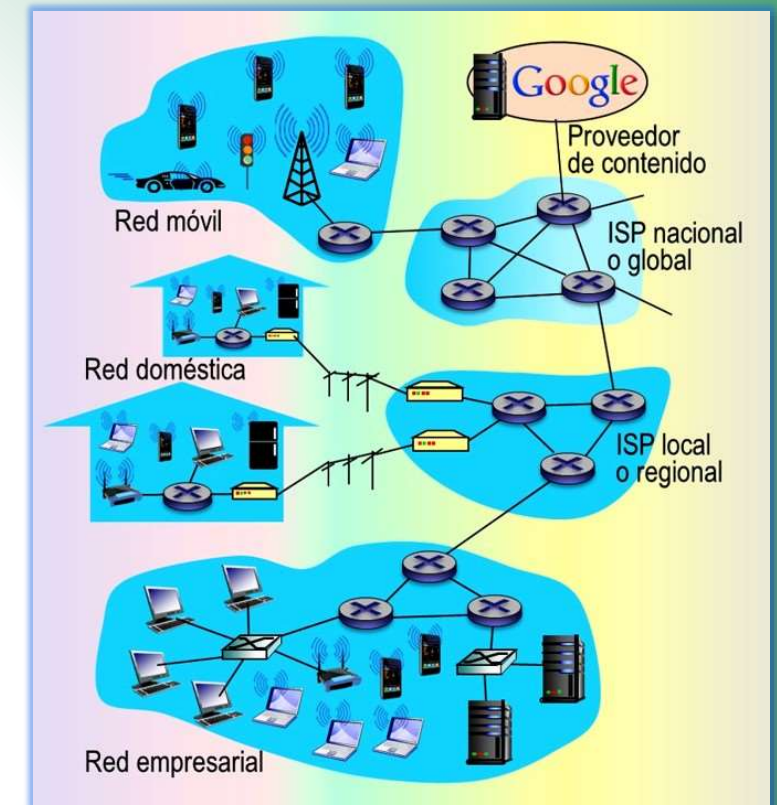 Google
Proveedor
de contenido
Red móvil
ISP nacional
o global
Red doméstica
ISP local
o regional
Red empresarial